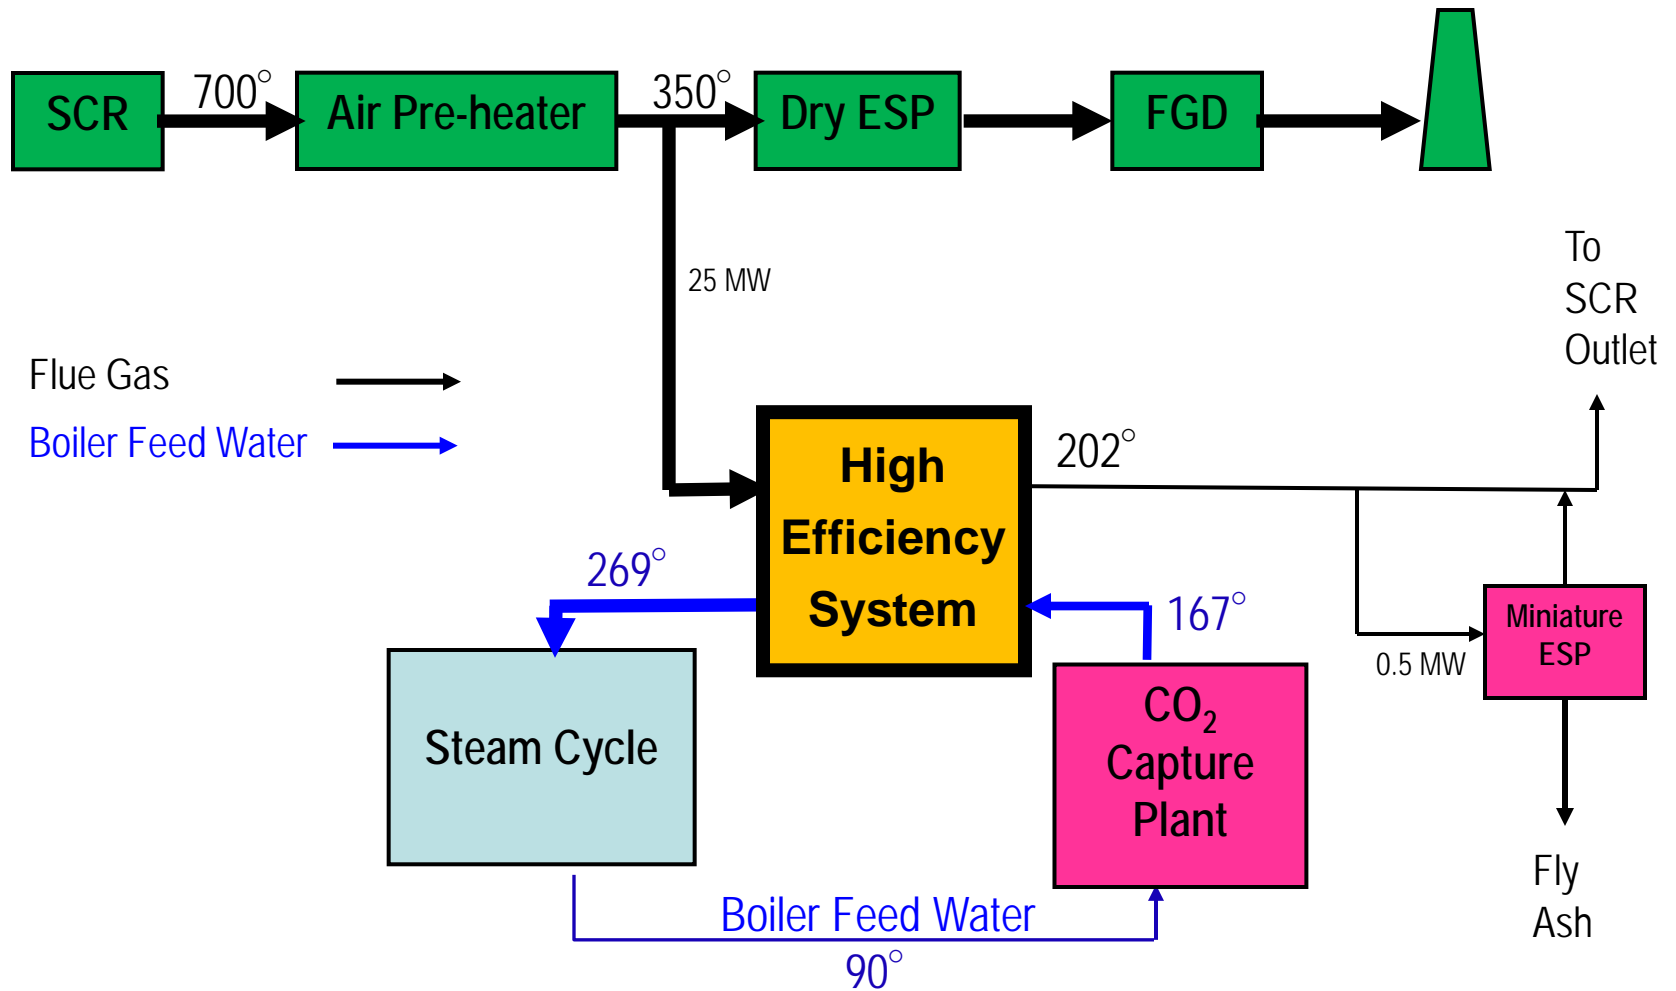 SCR
700°
Air Pre-heater
350°
Dry ESP
FGD
25 MW
To
SCR
Outlet
Flue Gas
Boiler Feed Water
High
Efficiency
System
202°
269°
167°
Miniature
ESP
0.5 MW
Steam Cycle
CO₂
Capture
Plant
Fly
Ash
Boiler Feed Water
90°